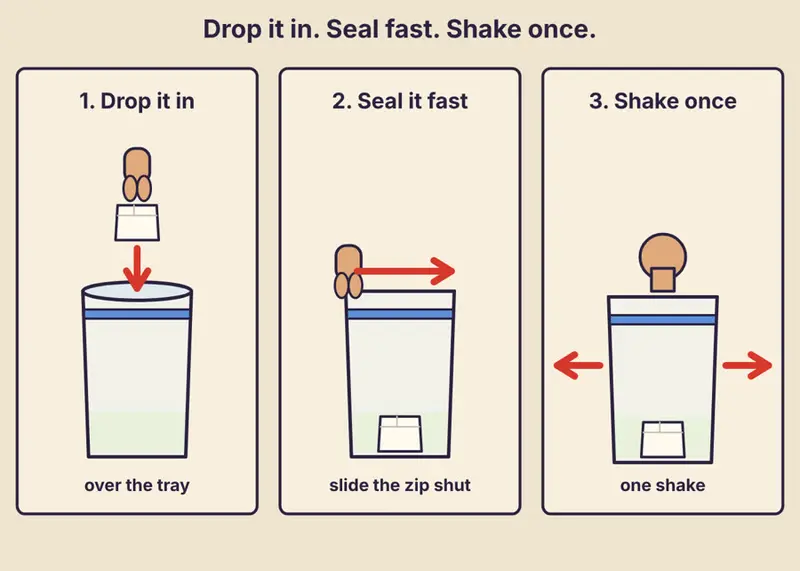 Drop it in. Seal fast. Shake once.
1. Drop it in
over the tray
2. Seal it fast
slide the zip shut
3. Shake once
one shake